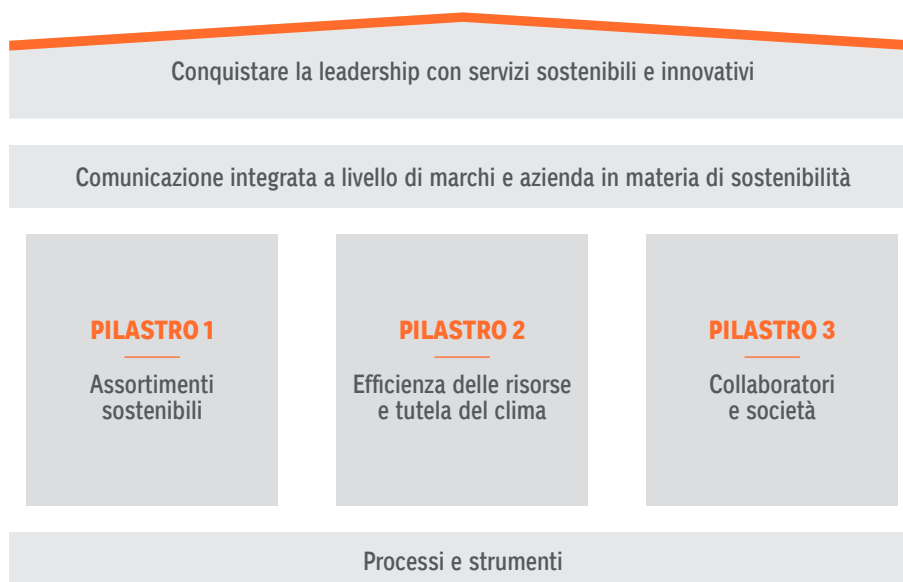 Conquistare la leadership con servizi sostenibili e innovativi
Comunicazione integrata a livello di marchi e azienda in materia di sostenibilità
PILASTRO 1
Assortimenti
sostenibili
PILASTRO 2
Efficienza delle risorse
e tutela del clima
PILASTRO 3
Collaboratori
e società
Processi e strumenti